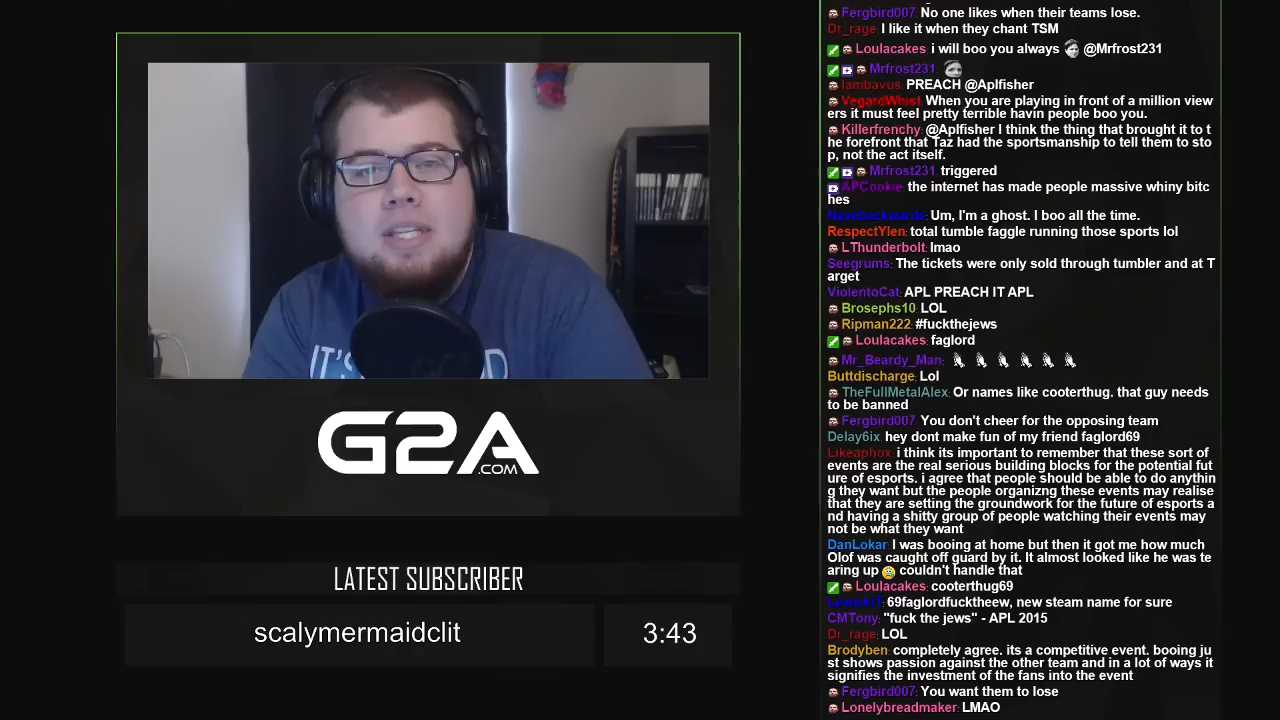 IT'S
D
G2A
.COM
LATEST SUBSCRIBER
scalymermaidclit
3:43
Fergbird007: No one likes when their teams lose.
Dr_rage: I like it when they chant TSM
Loulacakes i will boo you always @Mrfrost231
Mrfrost231:
Iambavus: PREACH @Aplfisher
VegardWhist: When you are playing in front of a million view
ers it must feel pretty terrible havin people boo you.
Killerfrenchy: @Aplfisher I think the thing that brought it to t
he forefront that Taz had the sportsmanship to tell them to sto
p, not the act itself.
Mrfrost231 triggered
APCookie: the internet has made people massive whiny bitc
hes
Navebackwards: Um, I'm a ghost. I boo all the time.
RespectYlen: total tumble faggle running those sports lol
LThunderbolt: lmao
Seegrums: The tickets were only sold through tumbler and at T
arget
ViolentoCat: APL PREACH IT APL
Brosephs10: LOL
Ripman222: #fuckthejews
Loulacakes: faglord
Mr_Beardy_Man:
Buttdischarge: Lol
TheFullMetalAlex: Or names like cooterthug. that guy needs
to be banned
Fergbird007: You don't cheer for the opposing team
Delay6ix: hey dont make fun of my friend faglord69
Likeaphox: i think its important to remember that these sort of
events are the real serious building blocks for the potential fut
ure of esports. i agree that people should be able to do anythin
g they want but the people organizng these events may realise
that they are setting the groundwork for the future of esports a
nd having a shitty group of people watching their events may
not be what they want
DanLokar: I was booing at home but then it got me how much
Olof was caught off guard by it. It almost looked like he was te
aring up couldn't handle that
Loulacakes: cooterthug69
69faglordfucktheew, new steam name for sure
CMTony: "fuck the jews" - APL 2015
Dr_rage: LOL
Brodyben: completely agree. its a competitive event. booing ju
st shows passion against the other team and in a lot of ways it
signifies the investment of the fans into the event
Fergbird007: You want them to lose
Lonelybreadmaker: LMAO